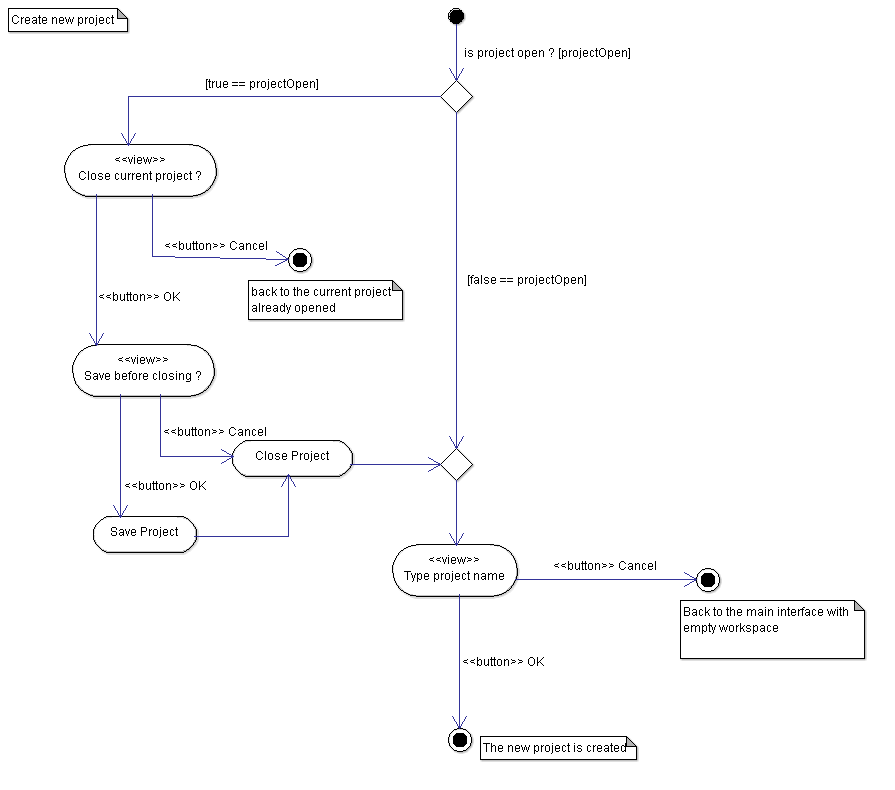 Create new project
is project open ? [projectOpen]
[true == projectOpen]
<<view>>
Close current project ?
<<button>> Cancel
[false == projectOpen]
back to the current project
already opened
<<button>> OK
<<view>>
Save before closing ?
<<button>> Cancel
Close Project
<<button>> OK
Save Project
<<view>>
Type project name
<<button>> Cancel
Back to the main interface with
empty workspace
<<button>> OK
The new project is created